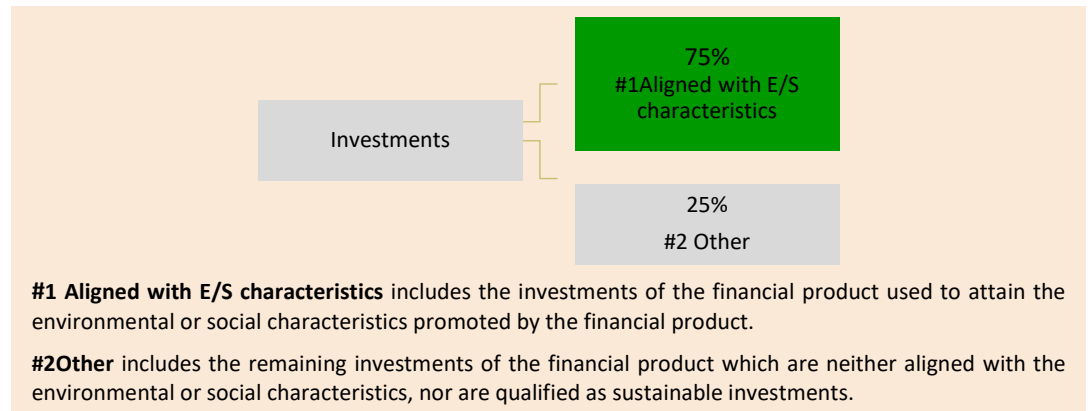 75%
#1Aligned with E/S
characteristics
Investments
25%
#2 Other
#1 Aligned with E/S characteristics includes the investments of the financial product used to attain the
environmental or social characteristics promoted by the financial product.
#2Other includes the remaining investments of the financial product which are neither aligned with the
environmental or social characteristics, nor are qualified as sustainable investments.